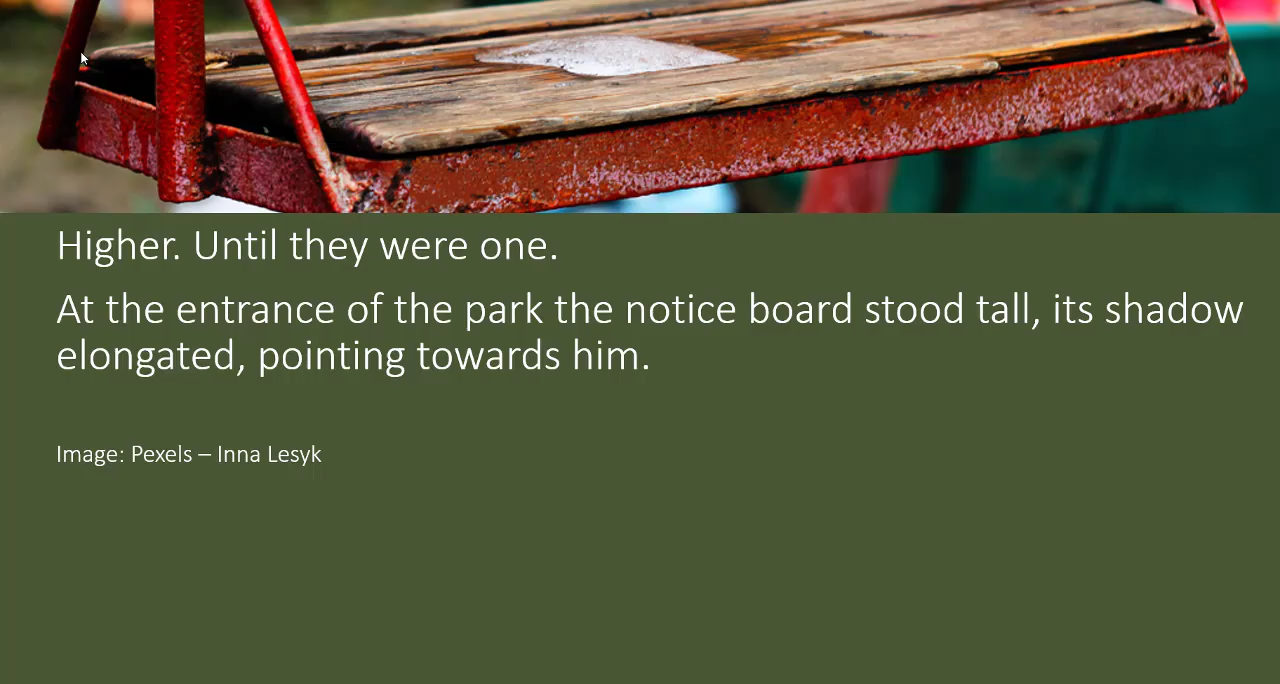 Higher. Until they were one.
At the entrance of the park the notice board stood tall, its shadow
elongated, pointing towards him.
Image: Pexels – Inna Lesyk